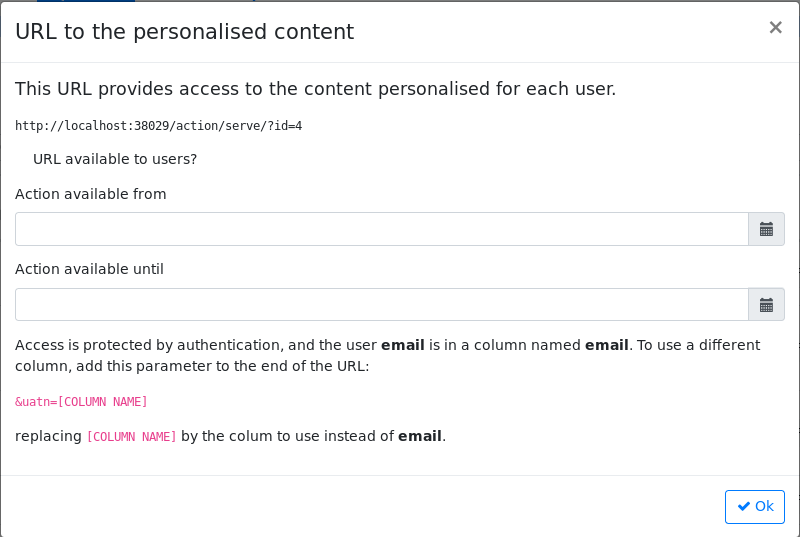 URL to the personalised content
×
This URL provides access to the content personalised for each user.
http://localhost:38029/action/serve/?id=4
URL available to users?
Action available from
Action available until
Access is protected by authentication, and the user email is in a column named email. To use a different
column, add this parameter to the end of the URL:
&uatn=[COLUMN NAME]
replacing [COLUMN NAME] by the colum to use instead of email.
Ok